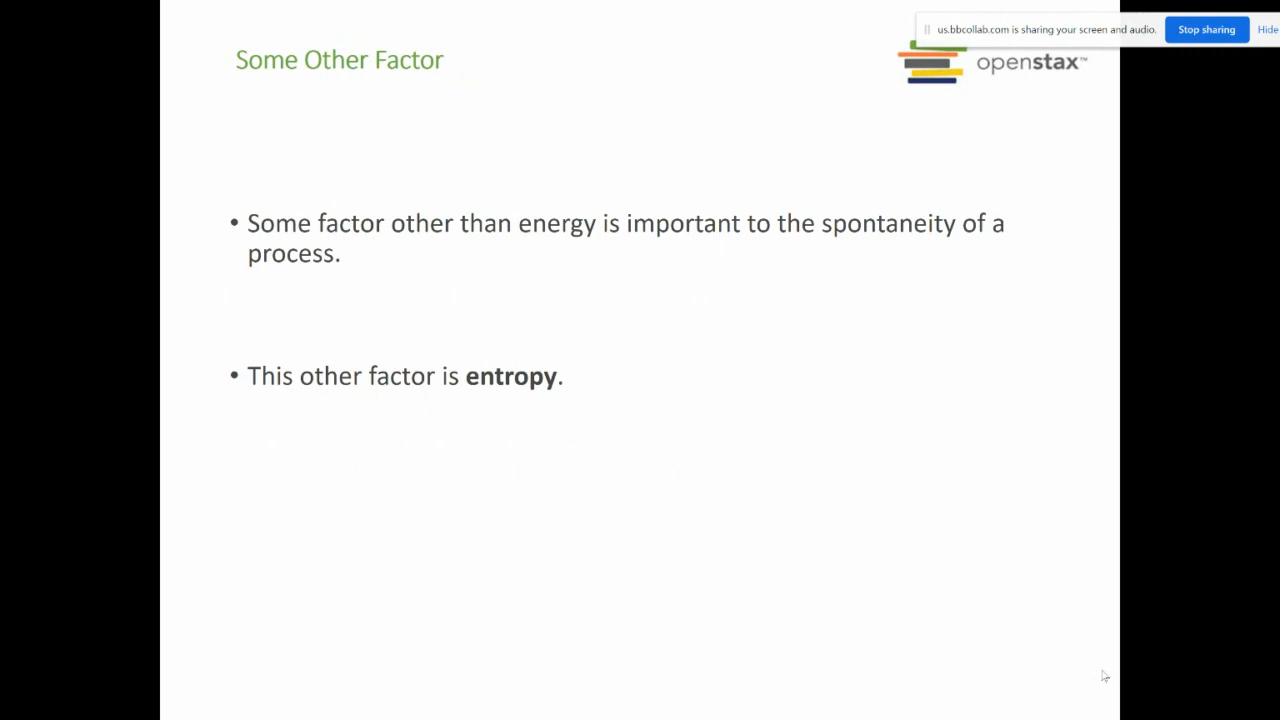 us.bbcollab.com is sharing your screen and audio. Stop sharing Hide
Some Other Factor
openstax™
• Some factor other than energy is important to the spontaneity of a
process.
• This other factor is entropy.